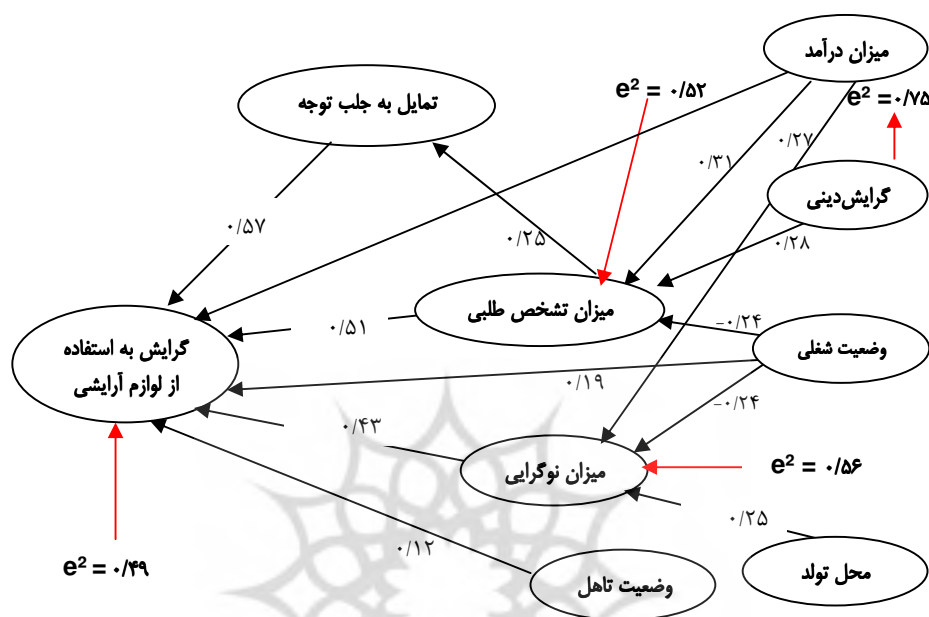 میزان درآمد
تمایل به جلب توجه
e² = ۰/۵۲
e² =۰/۷۵
۰/۲۷
۰/۳۱
گرایش‌دینی
۰/۵۷
۰/۲۵
۰/۲۸
میزان تشخص طلبی
۰/۵۱
-۰/۲۴
وضعیت شغلی
گرایش به استفاده
از لوازم آرایشی
۰/۱۹
-۰/۲۴
۰/۴۳
میزان نوگرایی
e² = ۰/۵۶
۰/۲۵
۰/۱۲
e² = ۰/۴۹
وضعیت تاهل
محل تولد